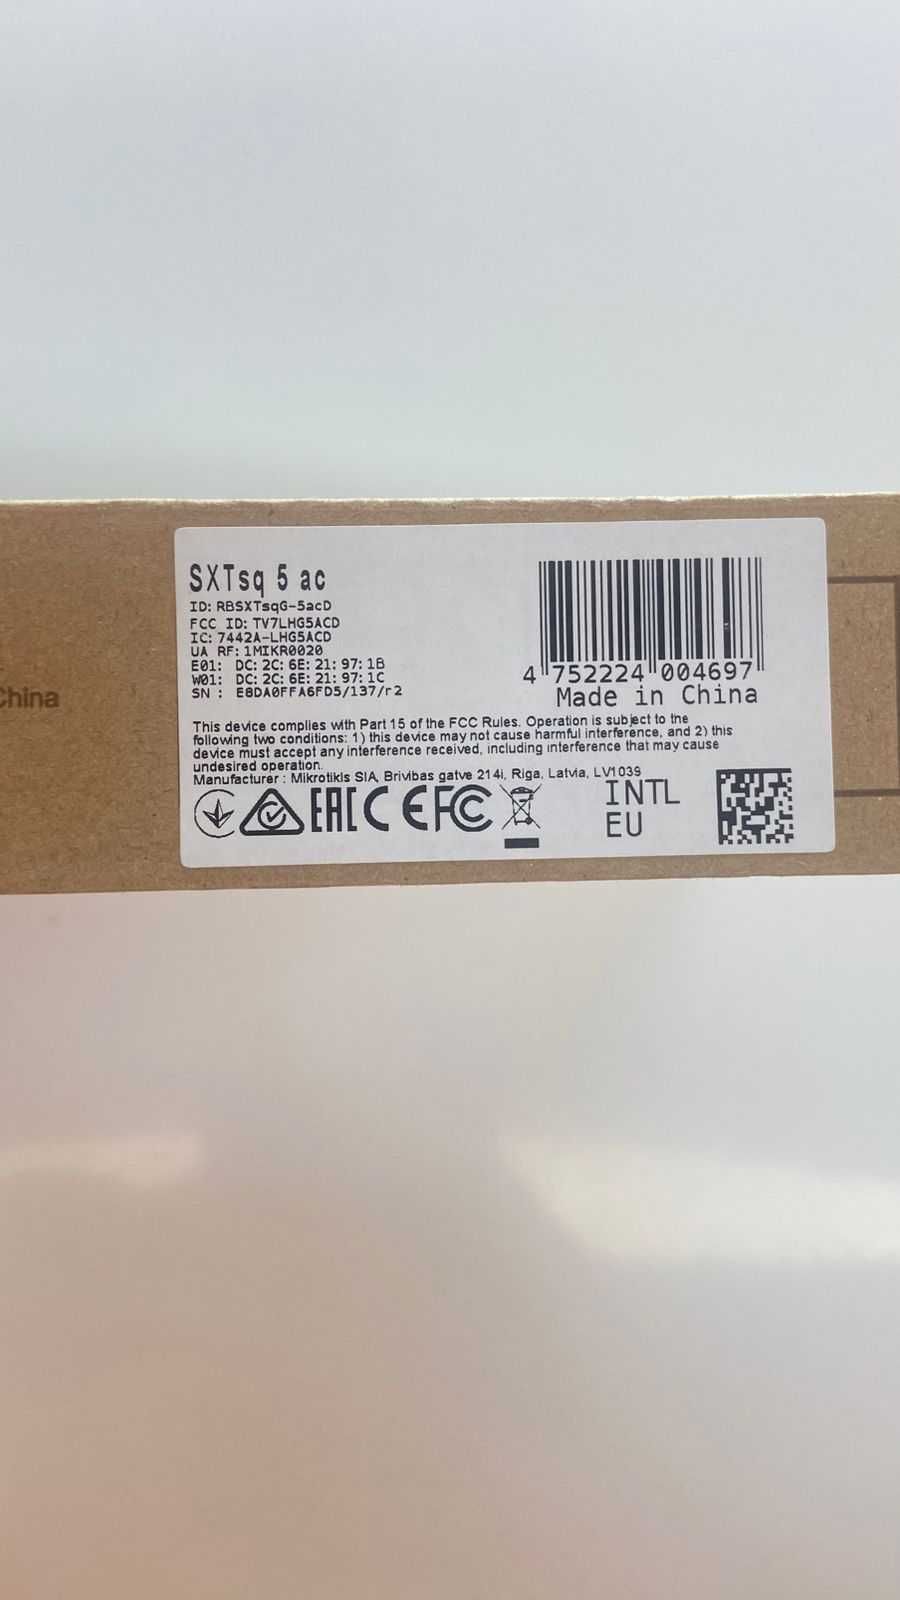 SXTsq 5 ac
ID: RBSXTsqG-5acD
FCC ID: TV7LHG5ACD
IC: 7442A-LHG5ACD
UA RF: 1MIKR0020
E01: DC: 2C: 6E: 21: 97: 1B
W01: DC: 2C: 6E: 21: 97: 1C
SN : E8DA0FFA6FD5/137/r2
4 752224 004697
Made in China
China
This device complies with Part 15 of the FCC Rules. Operation is subject to the
following two conditions: 1) this device may not cause harmful interference, and 2) this
device must accept any interference received, including interference that may cause
undesired operation.
Manufacturer : Mikrotikls SIA, Brivibas gatve 214i, Riga, Latvia, LV1039
EAC CE FC
INTL
EU